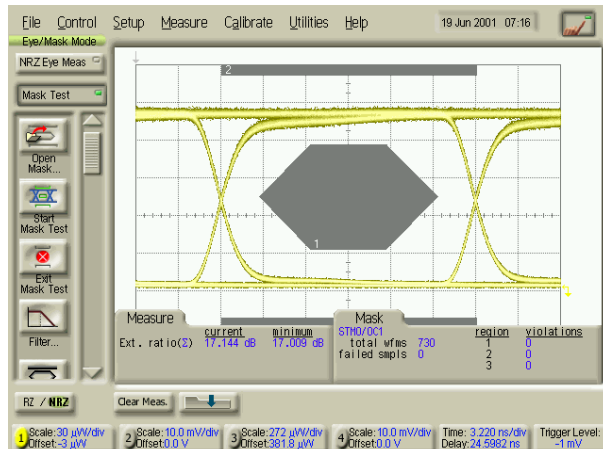 File Control Setup Measure Calibrate Utilities Help 19 Jun 2001 07:16
Eye/Mask Mode
NRZ Eye Meas
Mask Test
Open
Mask...
Start
Mask Test
Exit
Mask Test
Filter...
2
1
Measure
current minimum
Ext. ratio(Σ) 17.144 dB 17.009 dB
Mask
STM0/OC1 region violations
total wfms 730 1 0
failed smpls 0 2 0
3 0
RZ / NRZ
Clear Meas.
1 Scale:30 µW/div
Offset:-3 µW
2 Scale:10.0 mV/div
Offset:0.0 V
3 Scale:272 µW/div
Offset:381.8 µW
4 Scale:10.0 mV/div
Offset:0.0 V
Time:3.220 ns/div
Delay:24.5982 ns
Trigger Level:
-1 mV